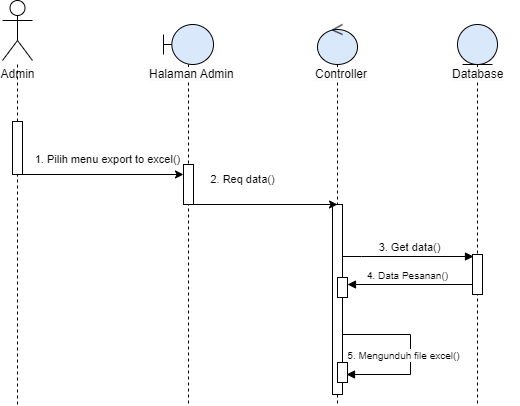 Admin
Halaman Admin
Controller
Database
1. Pilih menu export to excel()
2. Req data()
3. Get data()
4. Data Pesanan()
5. Mengunduh file excel()